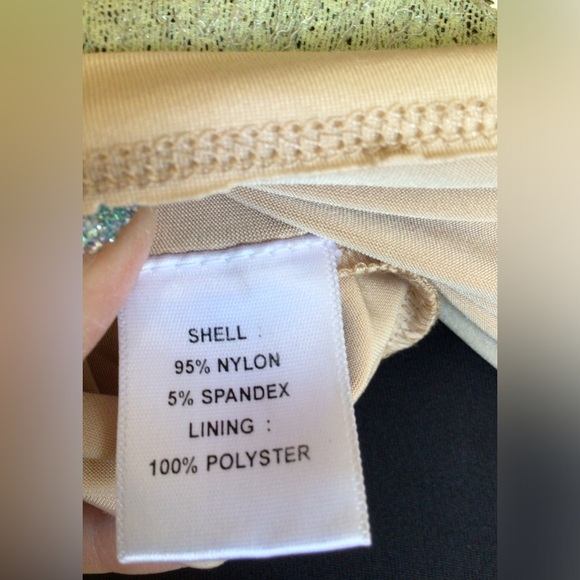 SHELL :
95% NYLON
5% SPANDEX
LINING :
100% POLYSTER